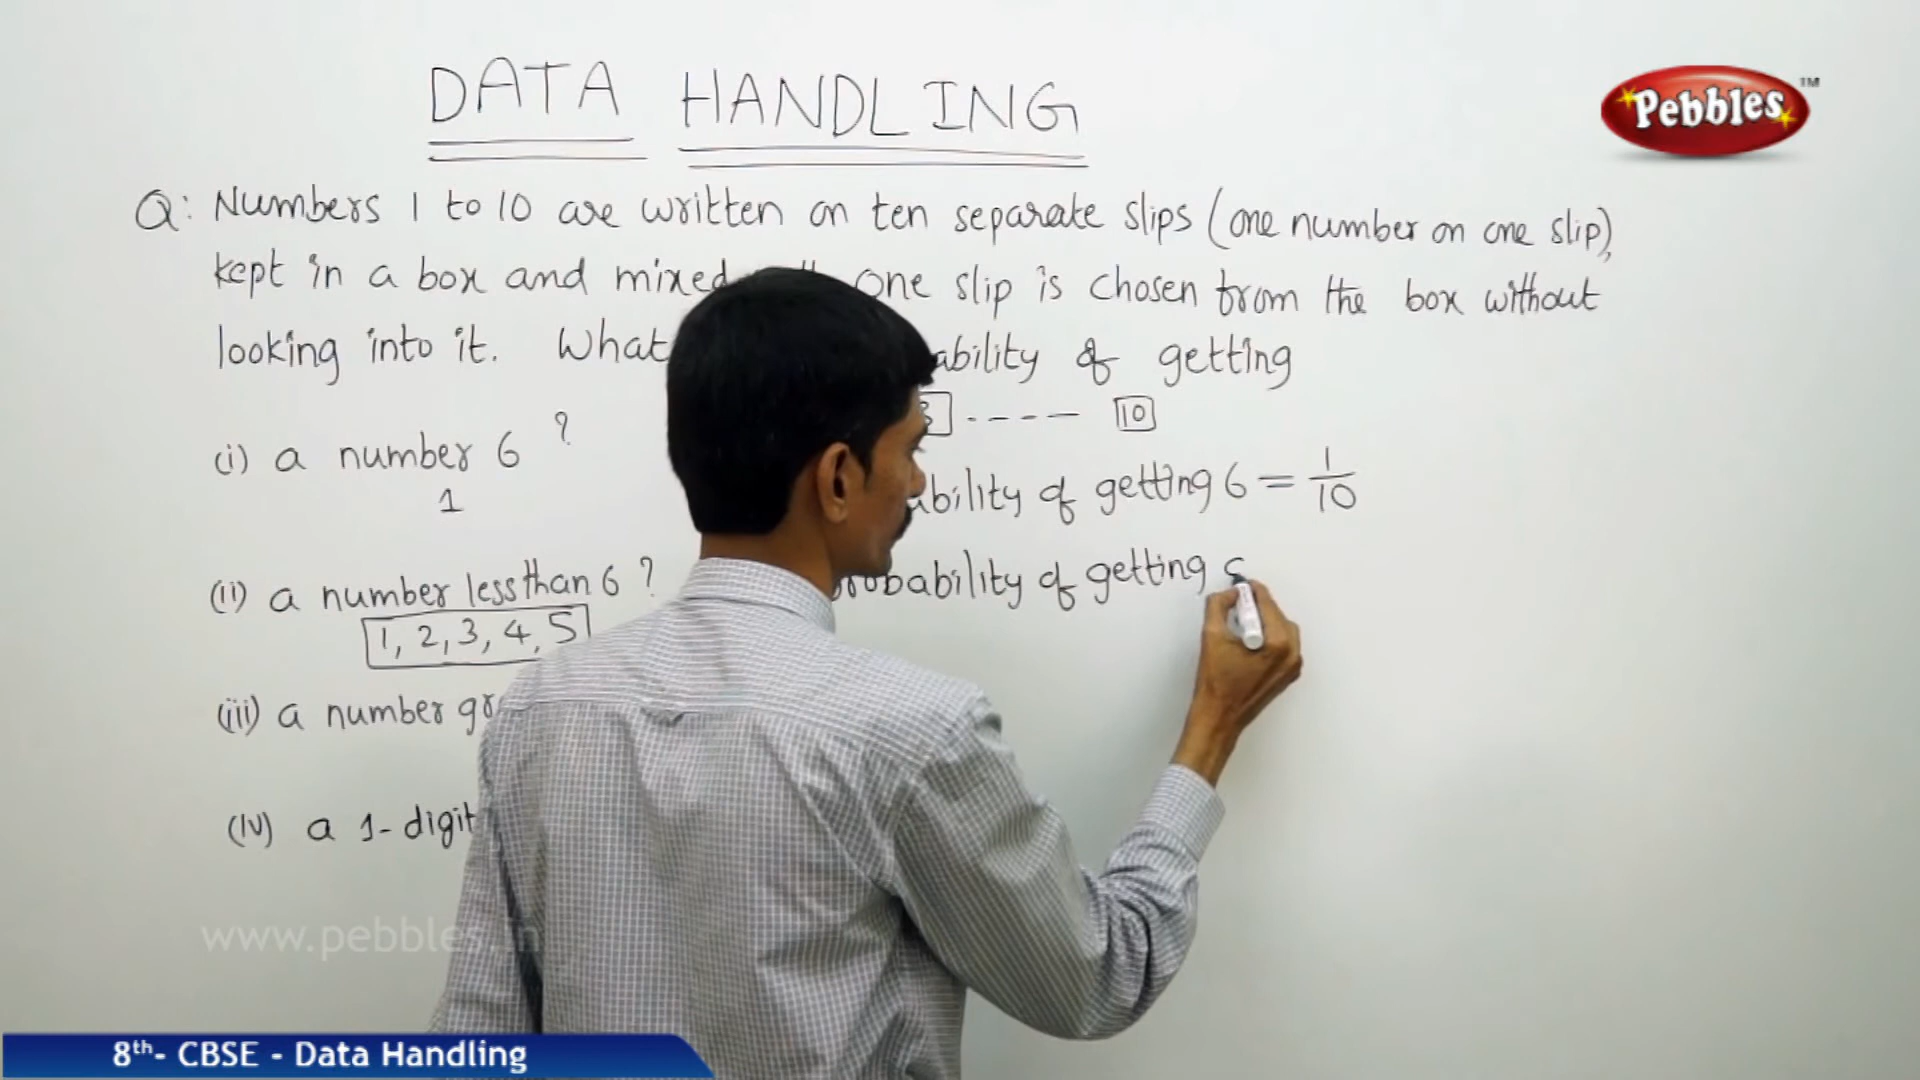 DATA HANDLING
Pebbles™
Q: Numbers 1 to 10 are written on ten separate slips (one number on one slip),
kept in a box and mixed one slip is chosen from the box without
looking into it. What ability of getting
10
(i) a number 6 ?
1
ability of getting 6 = 1/10
(ii) a number less than 6 ?
probability of getting
1, 2, 3, 4, 5
(iii) a number gr
(IV) a 1-digit
www.pebbles.in
8th- CBSE - Data Handling